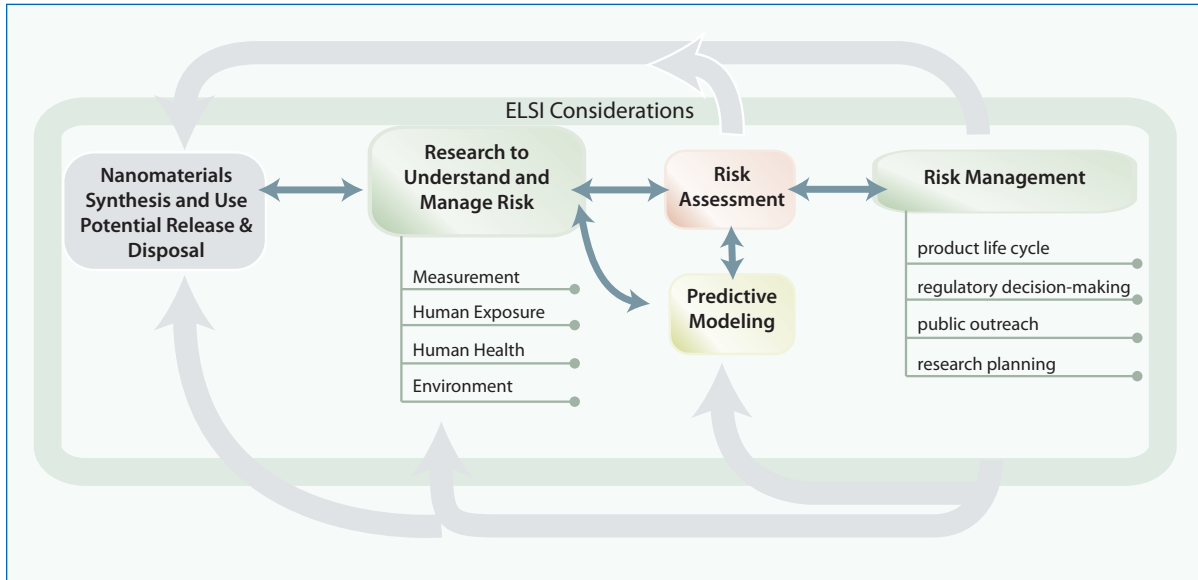 ELSI Considerations
Nanomaterials
Synthesis and Use
Potential Release &
Disposal
Research to
Understand and
Manage Risk
Measurement
Human Exposure
Human Health
Environment
Risk
Assessment
Predictive
Modeling
Risk Management
product life cycle
regulatory decision-making
public outreach
research planning